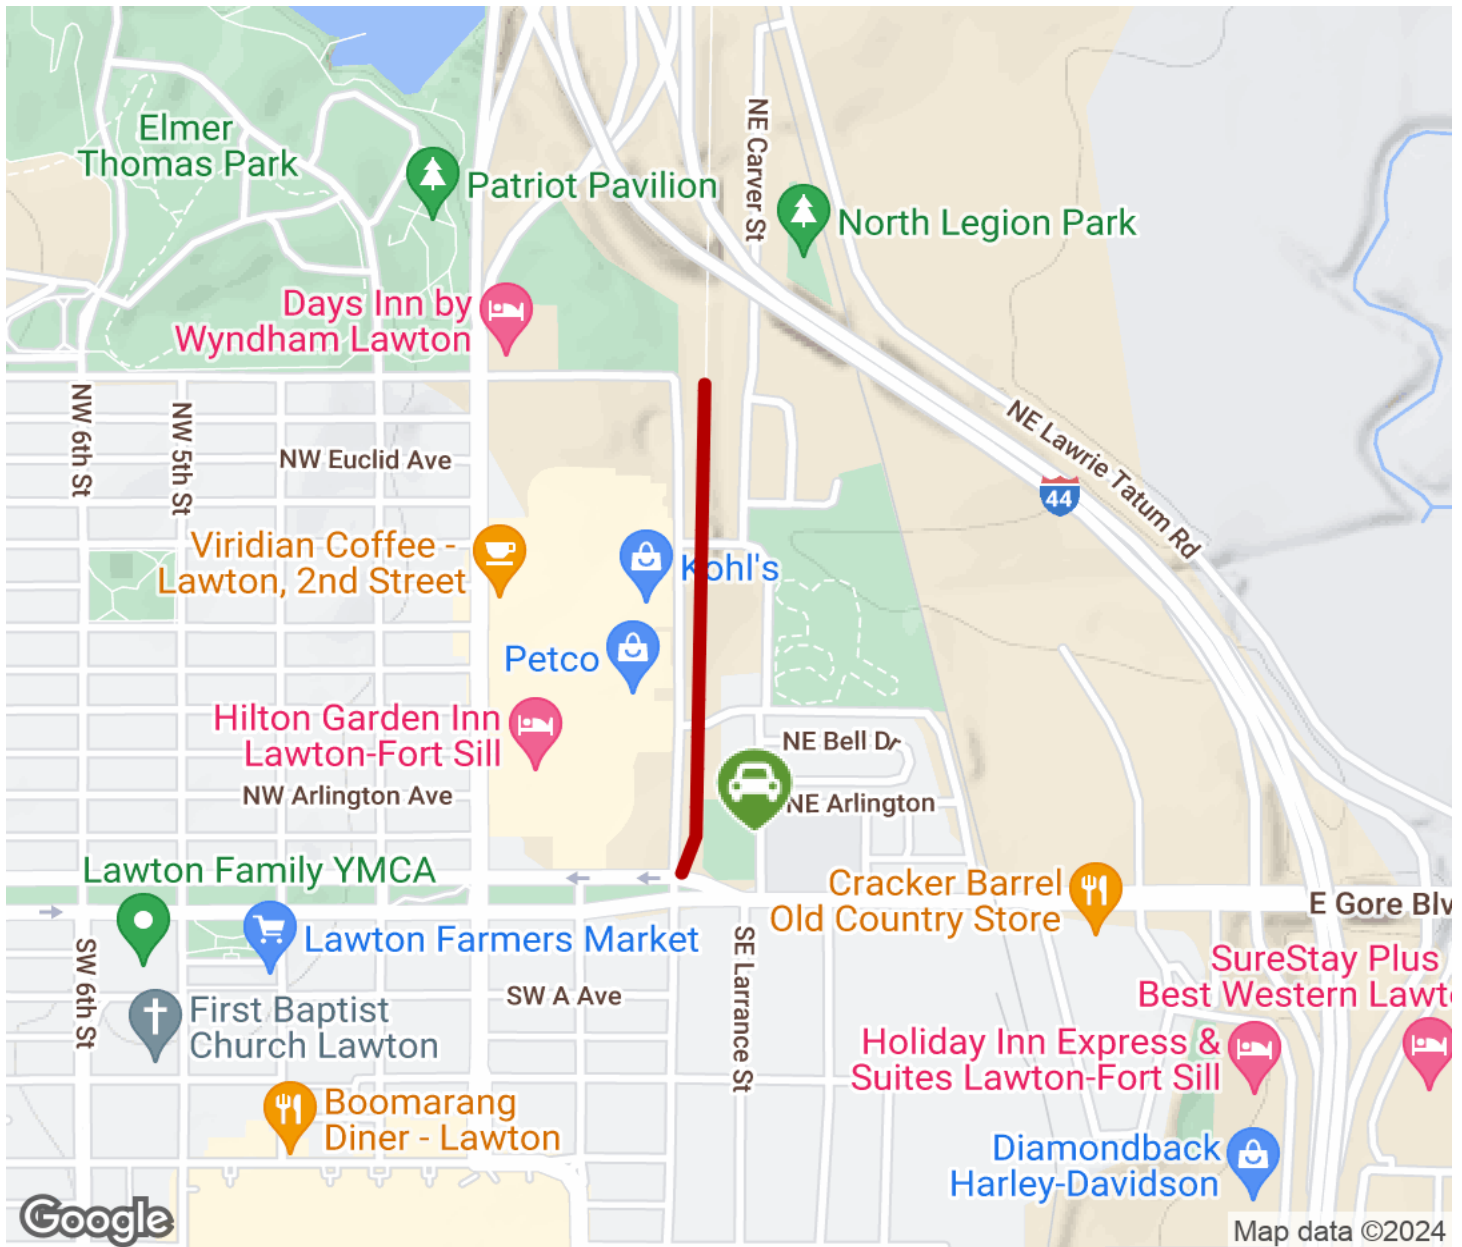 Elmer
Thomas Park
Patriot Pavilion
NE Carver St
North Legion Park
Days Inn by
Wyndham Lawton
NW 6th St
NW 5th St
NW Euclid Ave
NE Lawrie Tatum Rd
44
Viridian Coffee -
Lawton, 2nd Street
Kohl's
Petco
Hilton Garden Inn
Lawton-Fort Sill
NE Bell Dr
NW Arlington Ave
NE Arlington
Lawton Family YMCA
Cracker Barrel
Old Country Store
E Gore Blv
Lawton Farmers Market
SW 6th St
SE Larrance St
SureStay Plus
Best Western Lawt
SW A Ave
First Baptist
Church Lawton
Holiday Inn Express &
Suites Lawton-Fort Sill
Boomarang
Diner - Lawton
Diamondback
Harley-Davidson
Google
Map data ©2024